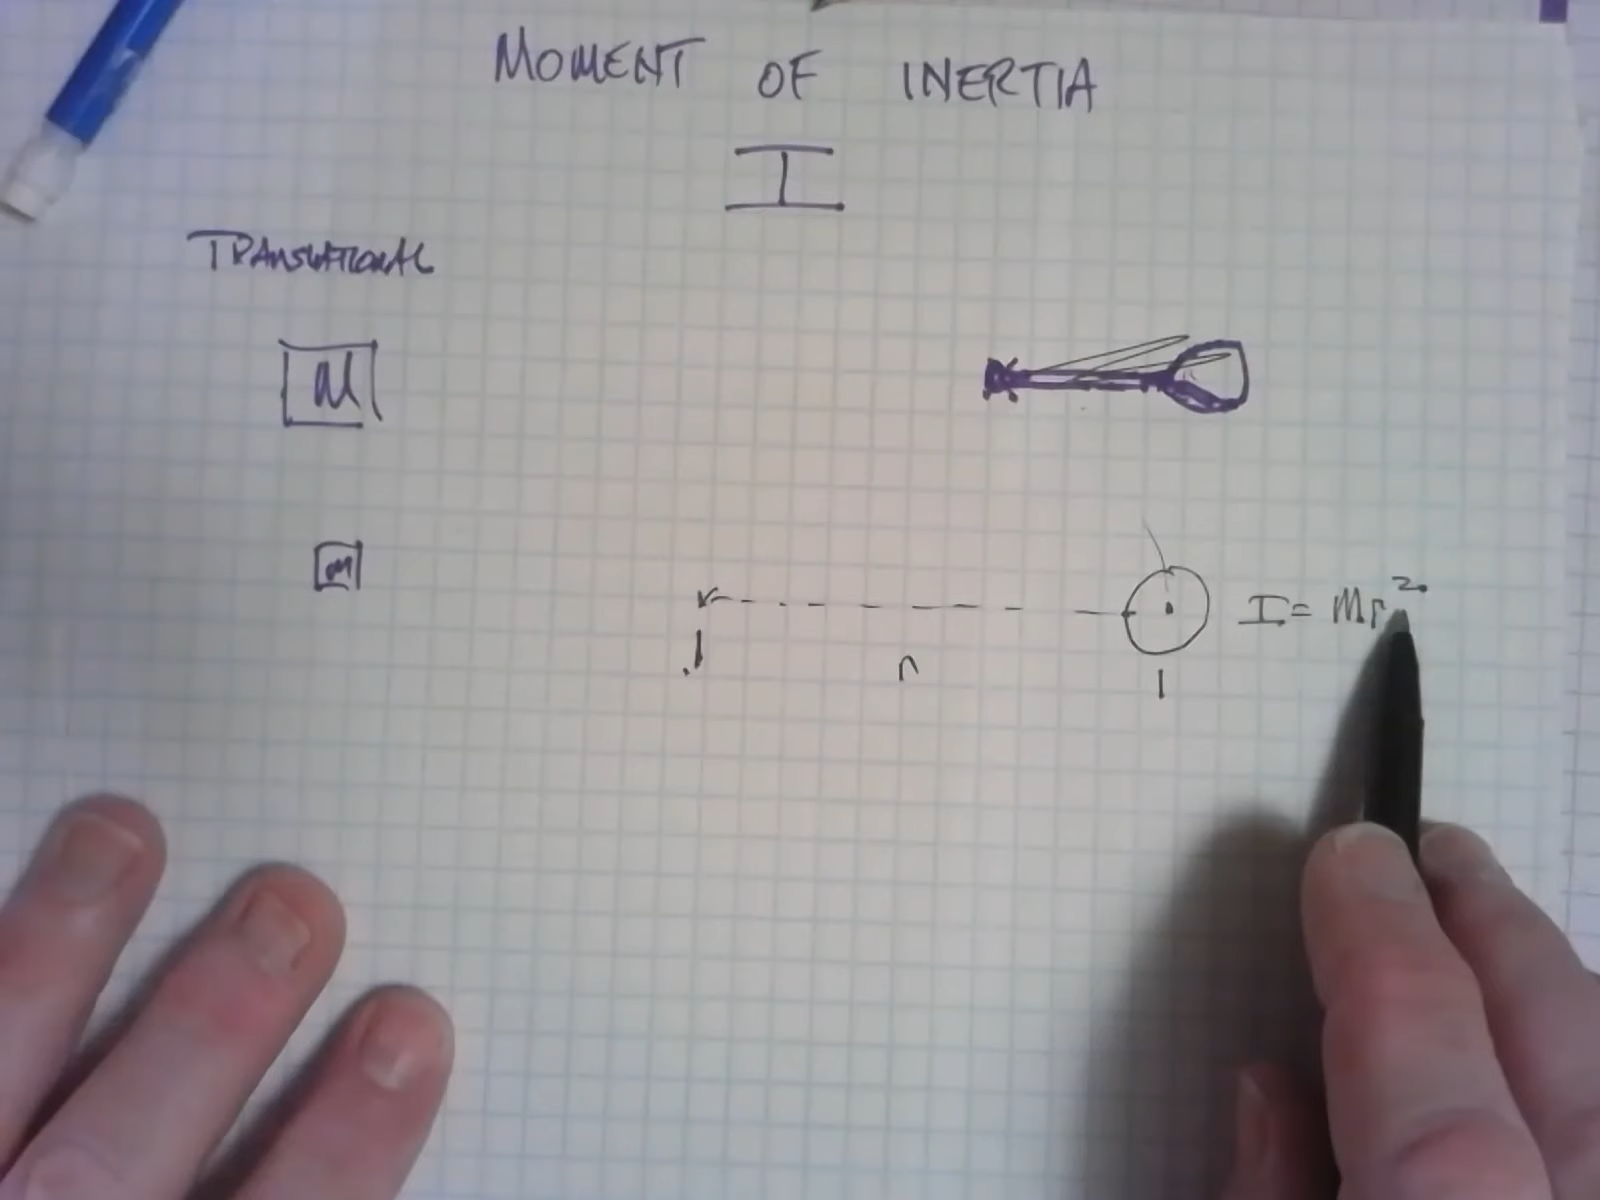 MOMENT OF INERTIA
I
TRANSLATIONAL
M
m
I = Mr²
r